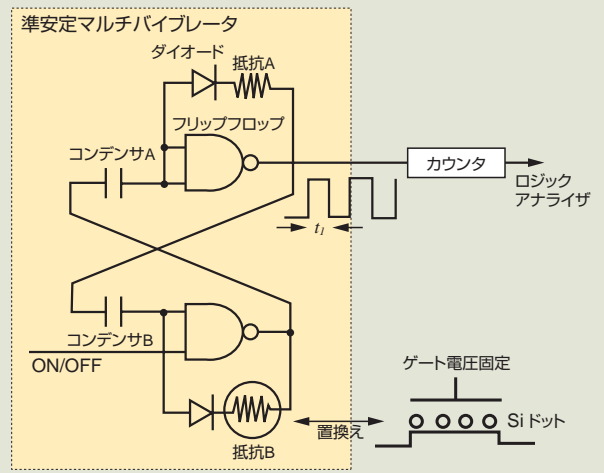 準安定マルチバイブレータ
ダイオード
抵抗A
フリップフロップ
コンデンサA
カウンタ
ロジック
アナライザ
t1
コンデンサB
ON/OFF
ゲート電圧固定
Si ドット
置換え
抵抗B